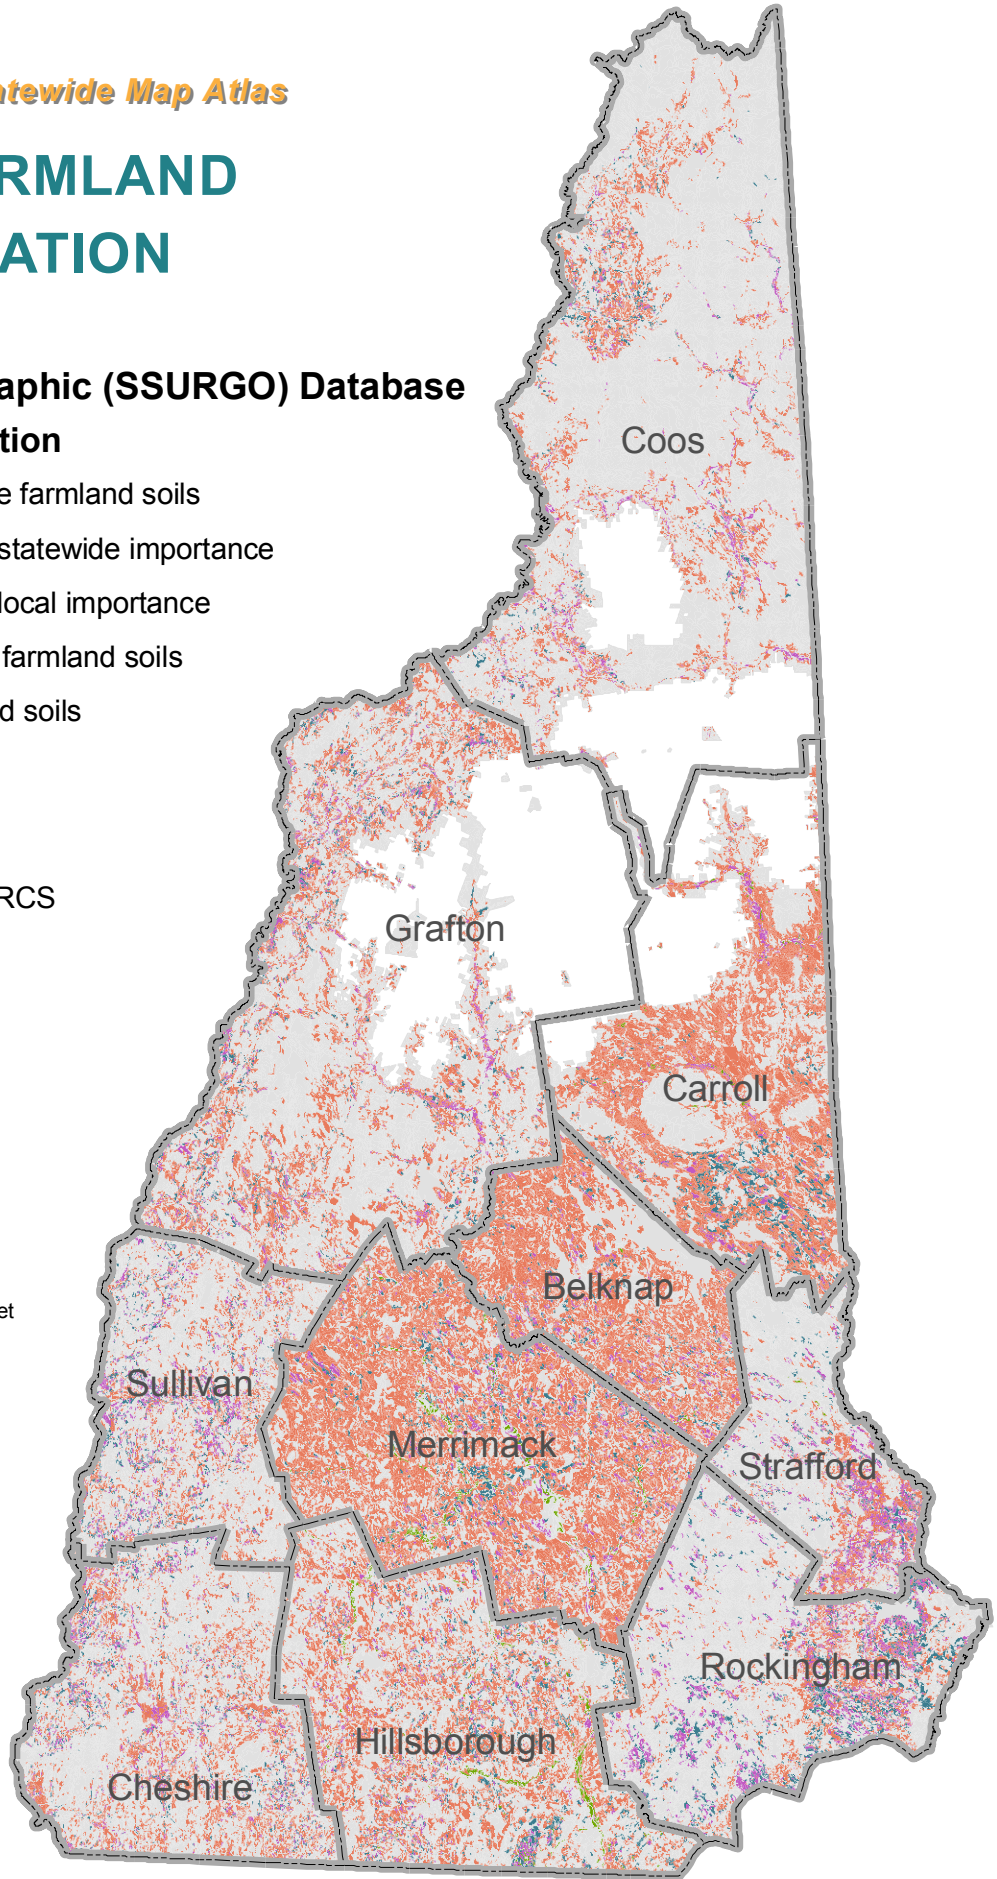 atewide Map Atlas
RMLAND
ATION
aphic (SSURGO) Database
tion
e farmland soils
statewide importance
local importance
farmland soils
d soils
RCS
et
Coos
Grafton
Carroll
Belknap
Sullivan
Merrimack
Strafford
Rockingham
Hillsborough
Cheshire